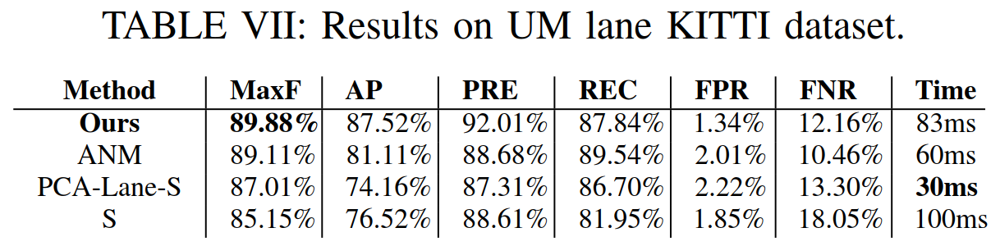 TABLE VII: Results on UM lane KITTI dataset.
Method MaxF AP PRE REC FPR FNR Time
Ours 89.88% 87.52% 92.01% 87.84% 1.34% 12.16% 83ms
ANM 89.11% 81.11% 88.68% 89.54% 2.01% 10.46% 60ms
PCA-Lane-S 87.01% 74.16% 87.31% 86.70% 2.22% 13.30% 30ms
S 85.15% 76.52% 88.61% 81.95% 1.85% 18.05% 100ms